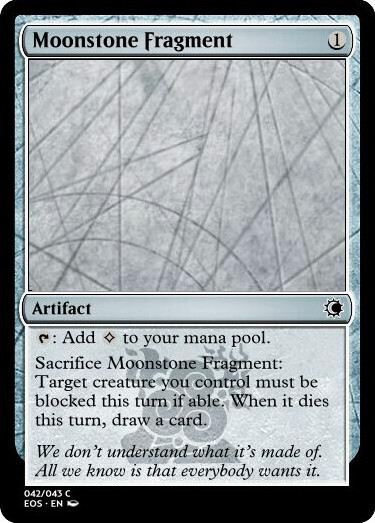 Moonstone Fragment 1
Artifact
: Add to your mana pool.
Sacrifice Moonstone Fragment:
Target creature you control must be
blocked this turn if able. When it dies
this turn, draw a card.
We don't understand what it's made of.
All we know is that everybody wants it.
042/043 C
EOS · EN